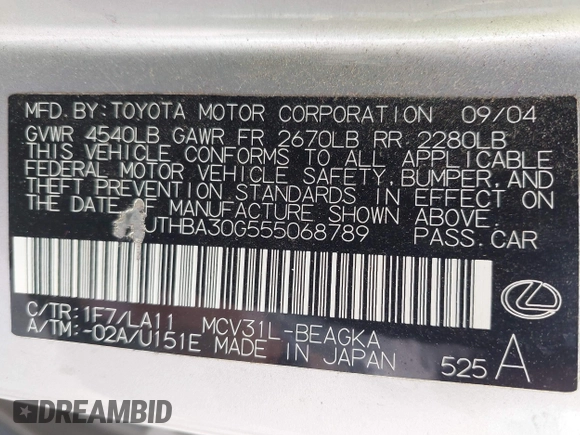 MFD. BY: TOYOTA MOTOR CORPORATION 09/04
GVWR 4540LB GAWR FR 2670LB RR 2280LB
THIS VEHICLE CONFORMS TO ALL APPLICABLE
FEDERAL MOTOR VEHICLE SAFETY, BUMPER, AND
THEFT PREVENTION STANDARDS IN EFFECT ON
THE DATE MANUFACTURE SHOWN ABOVE.
JTHBA30G555068789 PASS. CAR
C/TR: 1F7/LA11 MCV31L-BEAGKA
A/TM: -02A/U151E MADE IN JAPAN
525 A
DREAMBID